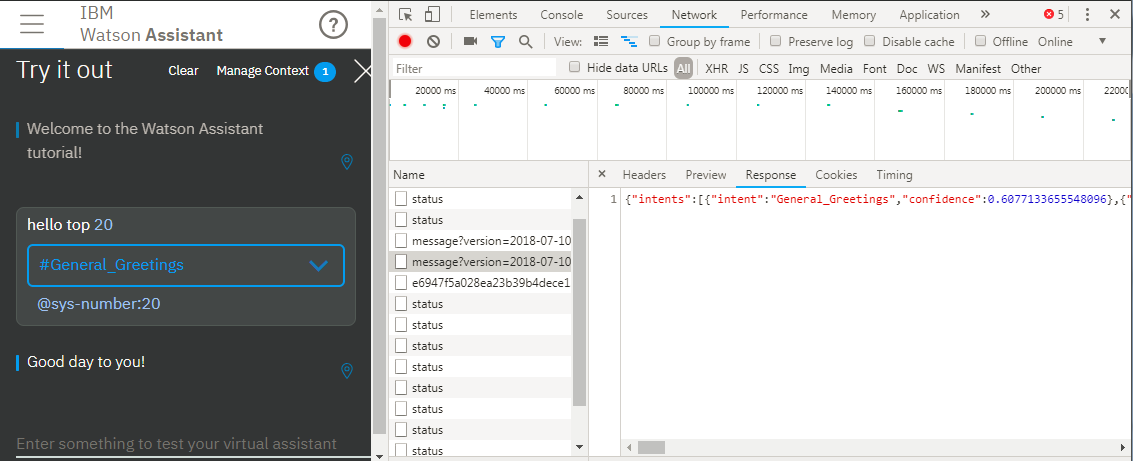 IBM
Watson Assistant
Try it out
Clear
Manage Context
1
Welcome to the Watson Assistant
tutorial!
hello top 20
#General_Greetings
@sys-number:20
Good day to you!
Enter something to test your virtual assistant
Elements Console Sources Network Performance Memory Application » 5
View: Group by frame Preserve log Disable cache Offline Online
Filter Hide data URLs All XHR JS CSS Img Media Font Doc WS Manifest Other
20000 ms 40000 ms 60000 ms 80000 ms 100000 ms 120000 ms 140000 ms 160000 ms 180000 ms 200000 ms 22000
Name
status
status
message?version=2018-07-10
message?version=2018-07-10
e6947f5a028ea23b39b4dece1
status
status
status
status
status
status
status
status
× Headers Preview Response Cookies Timing
1 {"intents":[{"intent":"General_Greetings","confidence":0.6077133655548096},{"